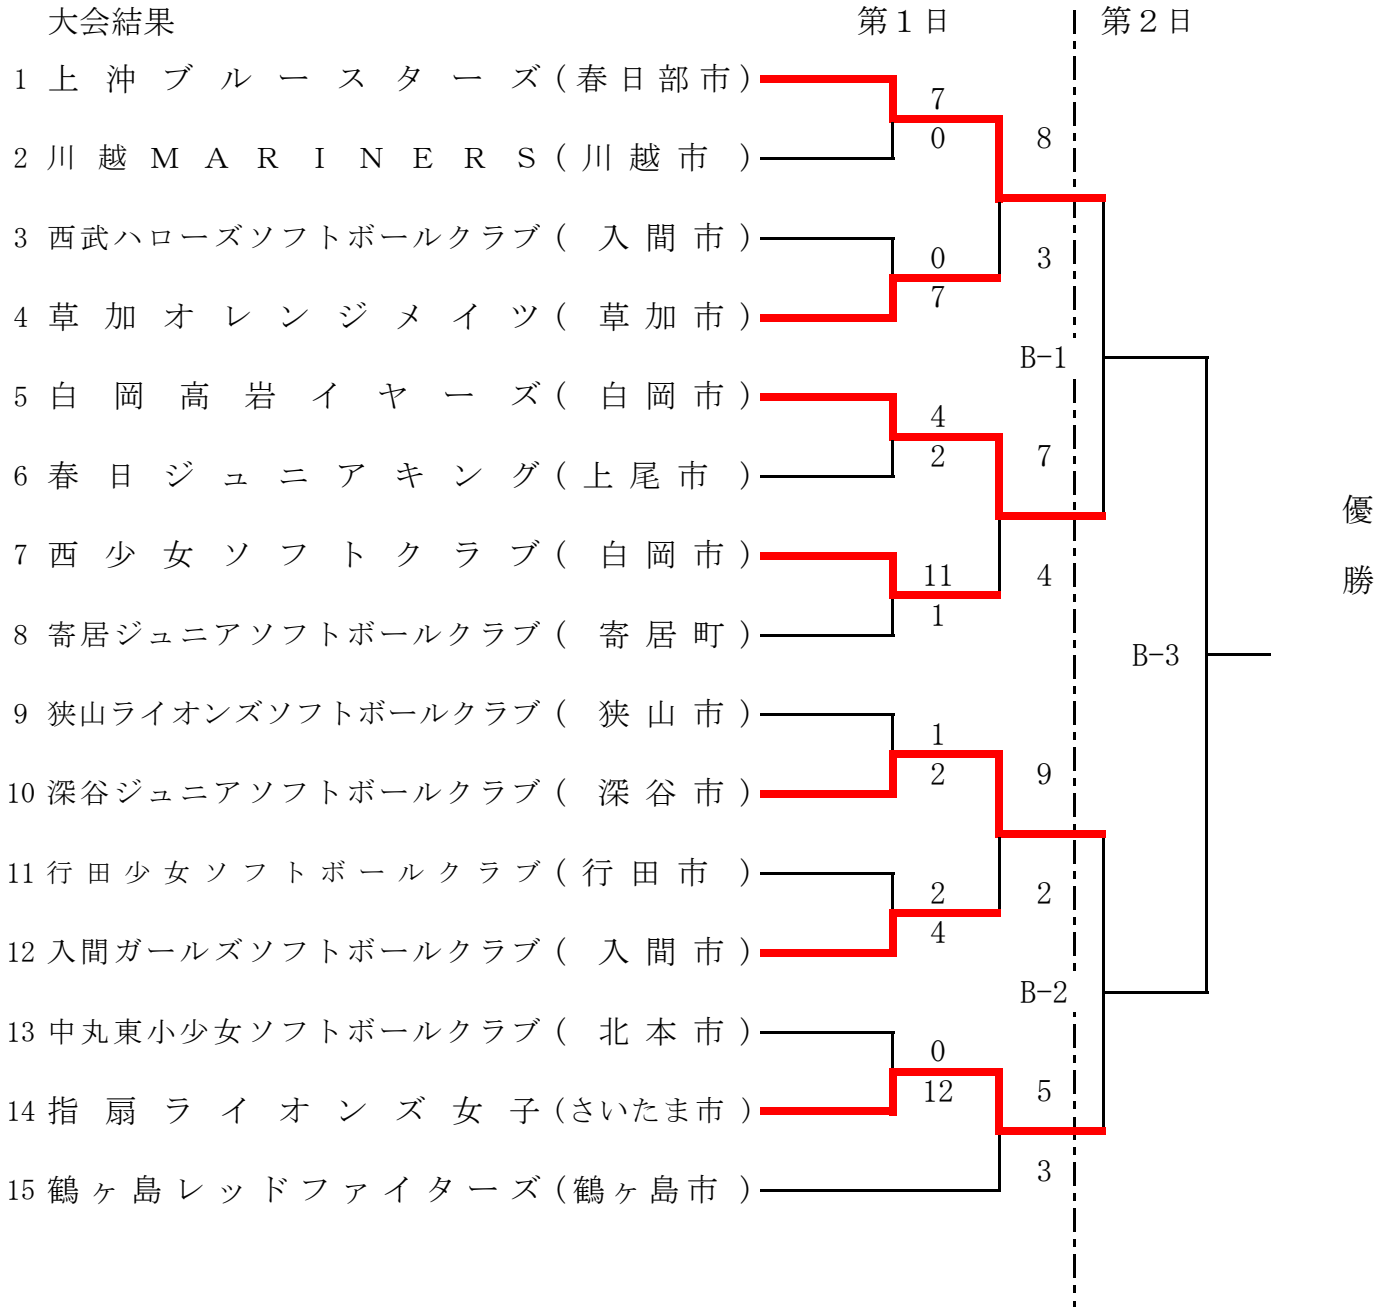 大会結果 第１日 第２日
1 上沖ブルースターズ(春日部市)
7
0
8
2 川越ＭＡＲＩＮＥＲＳ(川越市)
3 西武ハローズソフトボールクラブ(入間市)
0
3
7
4 草加オレンジメイツ(草加市)
B-1
5 白岡高岩イヤーズ(白岡市)
4
2
7
6 春日ジュニアキング(上尾市)
優
7 西少女ソフトクラブ(白岡市)
11
4
勝
1
8 寄居ジュニアソフトボールクラブ(寄居町)
B-3
9 狭山ライオンズソフトボールクラブ(狭山市)
1
2
9
10 深谷ジュニアソフトボールクラブ(深谷市)
11 行田少女ソフトボールクラブ(行田市)
2
2
4
12 入間ガールズソフトボールクラブ(入間市)
B-2
13 中丸東小少女ソフトボールクラブ(北本市)
0
12
5
14 指扇ライオンズ女子(さいたま市)
3
15 鶴ヶ島レッドファイターズ(鶴ヶ島市)